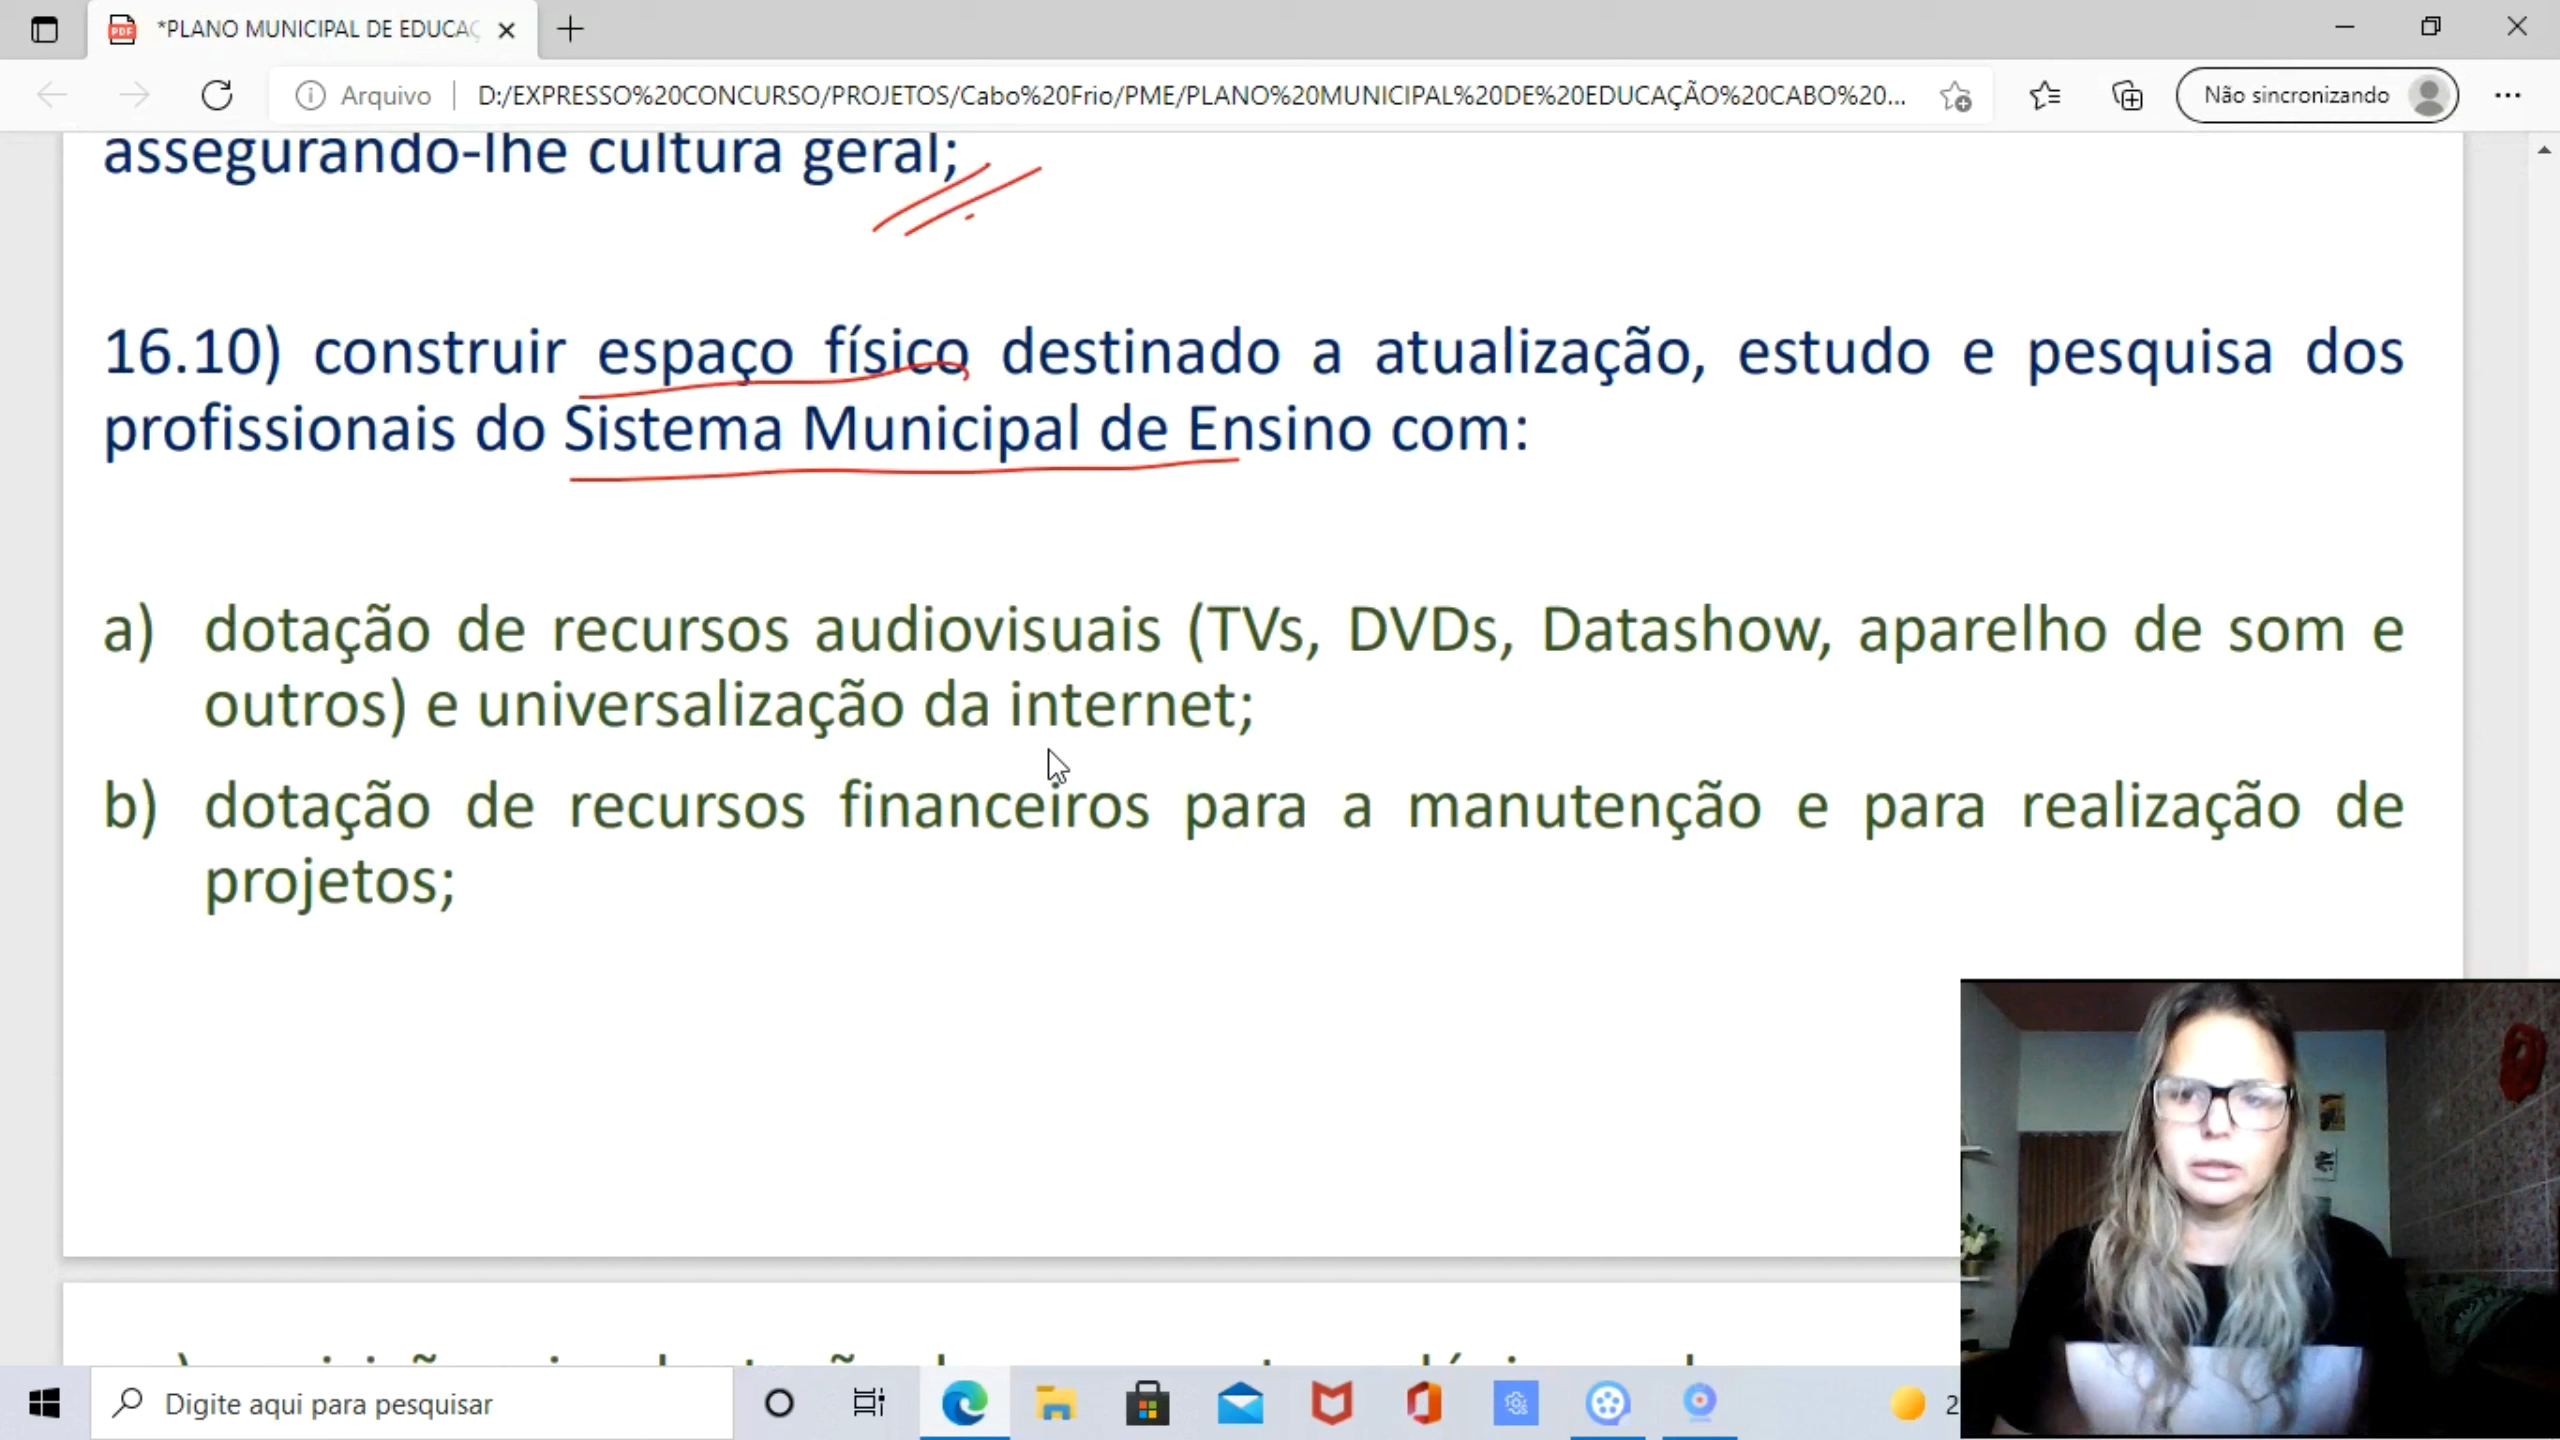 *PLANO MUNICIPAL DE EDUCAÇ
Arquivo
D:/EXPRESSO%20CONCURSO/PROJETOS/Cabo%20Frio/PME/PLANO%20MUNICIPAL%20DE%20EDUCAÇÃO%20CABO%20...
Não sincronizando
assegurando-lhe cultura geral;
16.10) construir espaço físico destinado a atualização, estudo e pesquisa dos
profissionais do Sistema Municipal de Ensino com:
a) dotação de recursos audiovisuais (TVs, DVDs, Datashow, aparelho de som e
outros) e universalização da internet;
b) dotação de recursos financeiros para a manutenção e para realização de
projetos;
Digite aqui para pesquisar
2